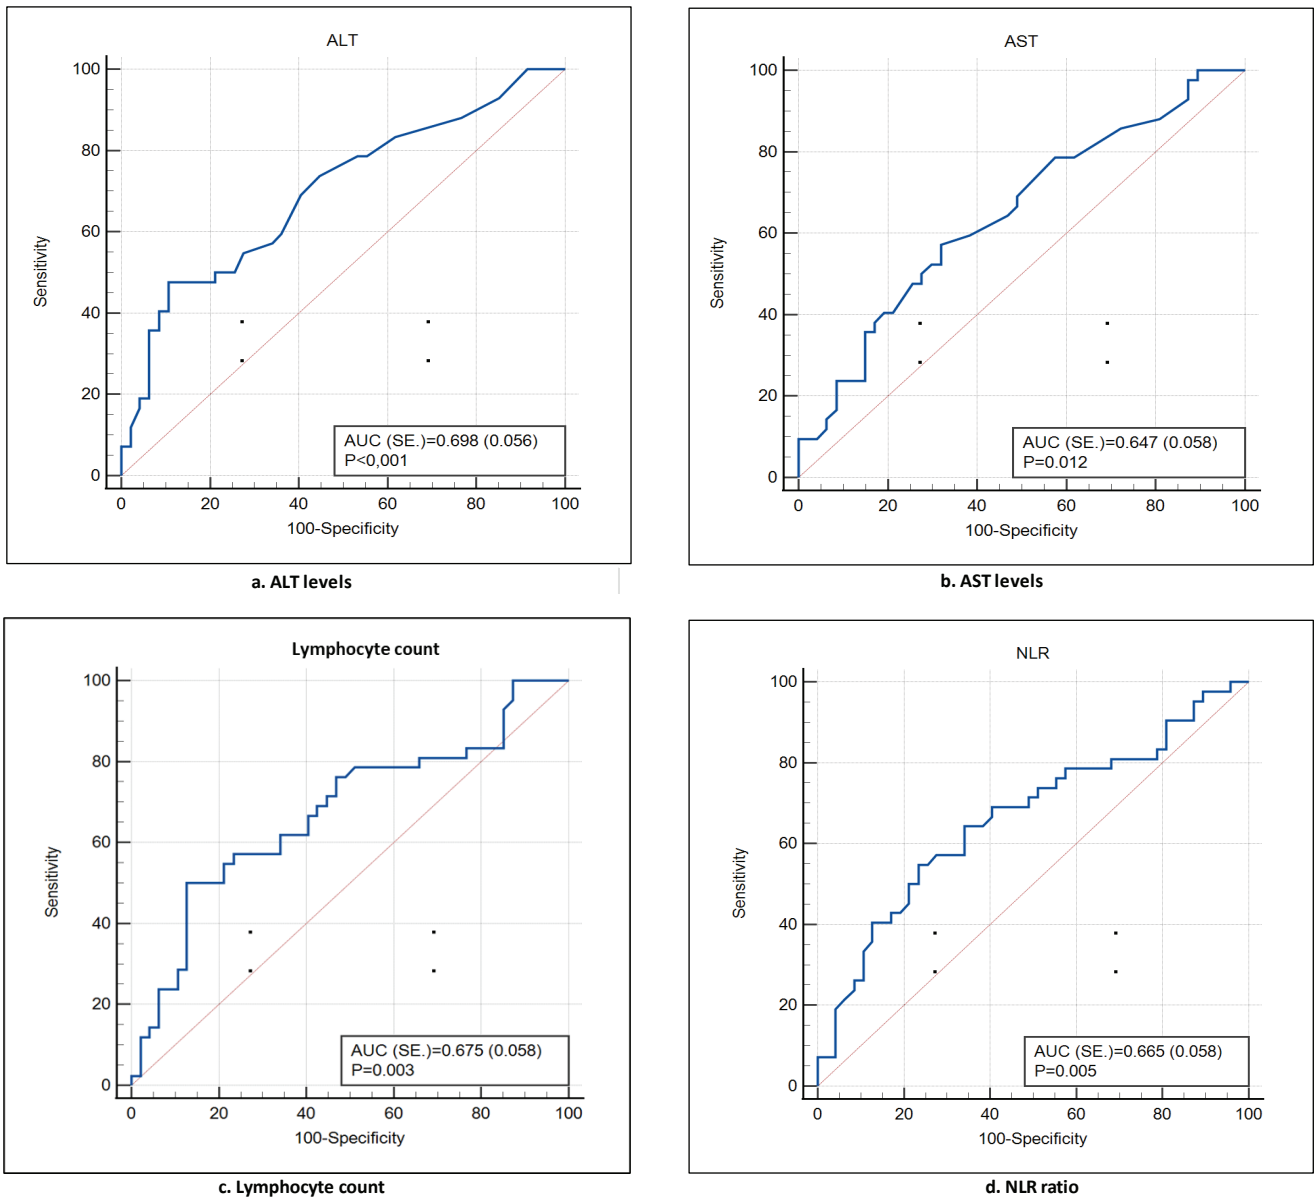 ALT
100
80
60
40
20
0
Sensitivity
AUC (SE.)=0.698 (0.056)
P<0,001
0 20 40 60 80 100
100-Specificity
a. ALT levels
AST
100
80
60
40
20
0
Sensitivity
AUC (SE.)=0.647 (0.058)
P=0.012
0 20 40 60 80 100
100-Specificity
b. AST levels
Lymphocyte count
100
80
60
40
20
0
Sensitivity
AUC (SE.)=0.675 (0.058)
P=0.003
0 20 40 60 80 100
100-Specificity
c. Lymphocyte count
NLR
100
80
60
40
20
0
Sensitivity
AUC (SE.)=0.665 (0.058)
P=0.005
0 20 40 60 80 100
100-Specificity
d. NLR ratio